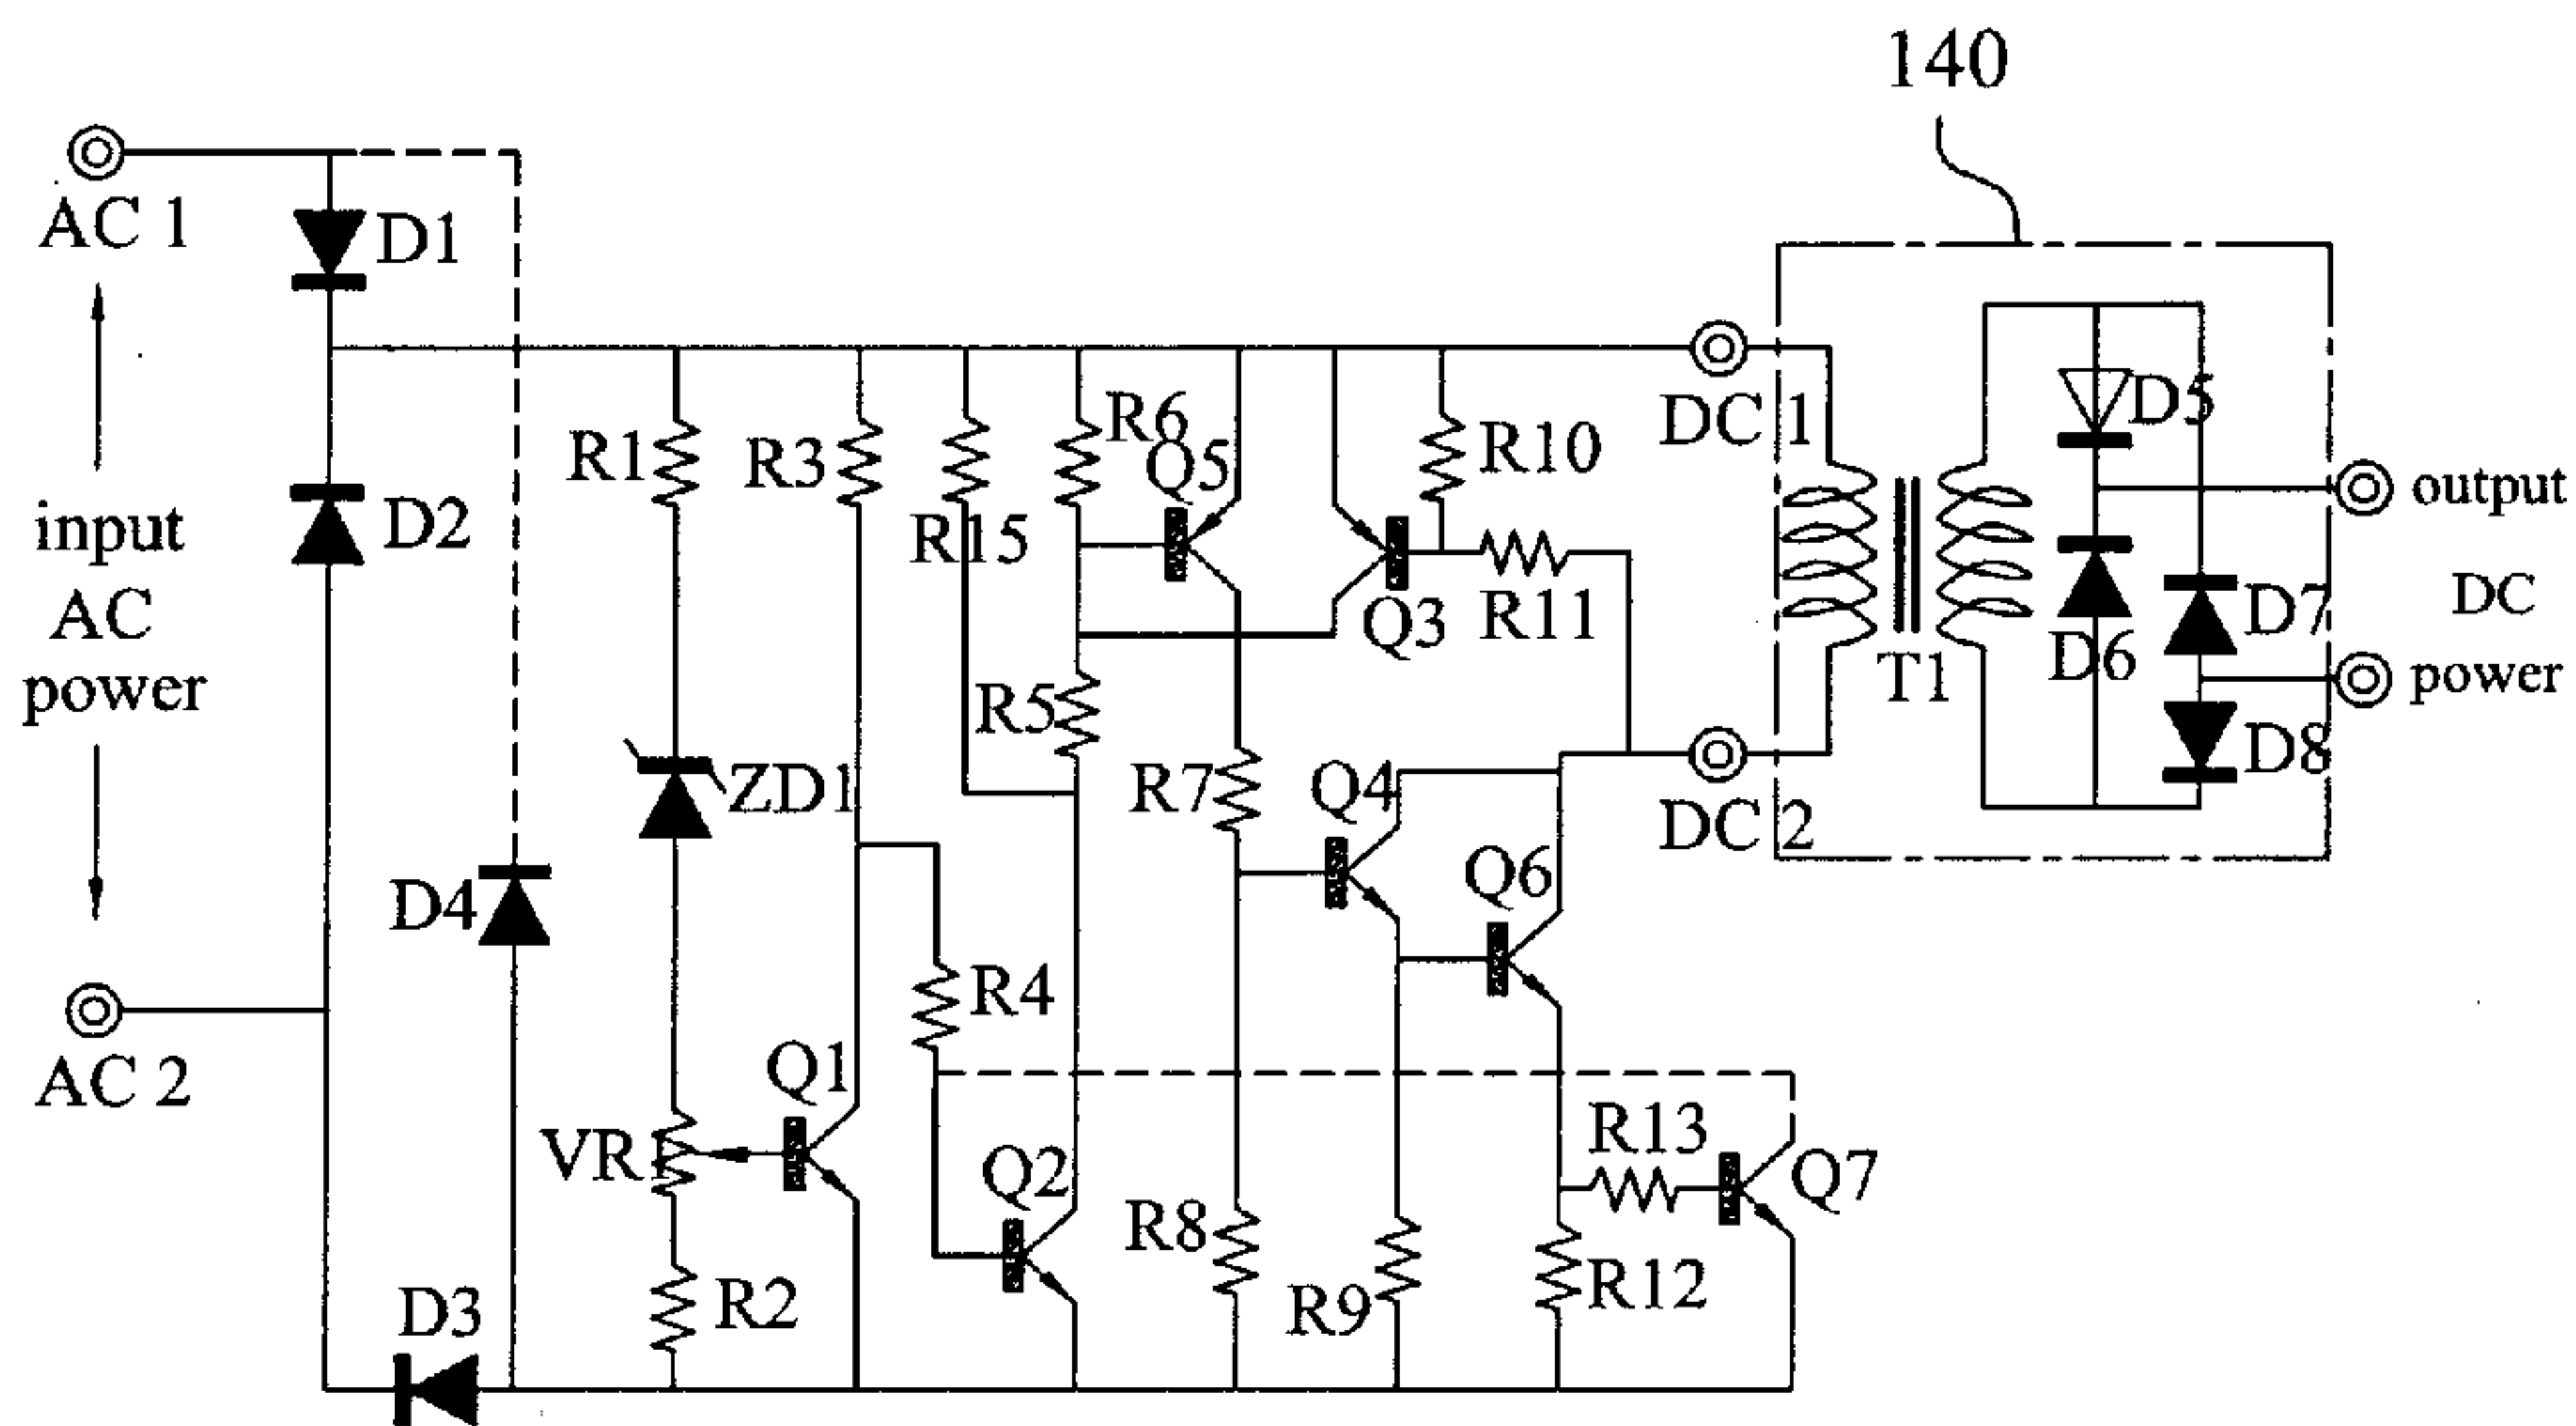 140
AC 1
D1
DC 1
D5
R1
R3
R6
Q5
R10
D2
R15
Q3
R11
input
AC
power
output
DC
power
D7
D6
T1
R5
D8
ZD1
R7
Q4
DC 2
D4
Q6
R4
AC 2
Q1
VR1
Q2
R13
Q7
R8
R2
R9
R12
D3